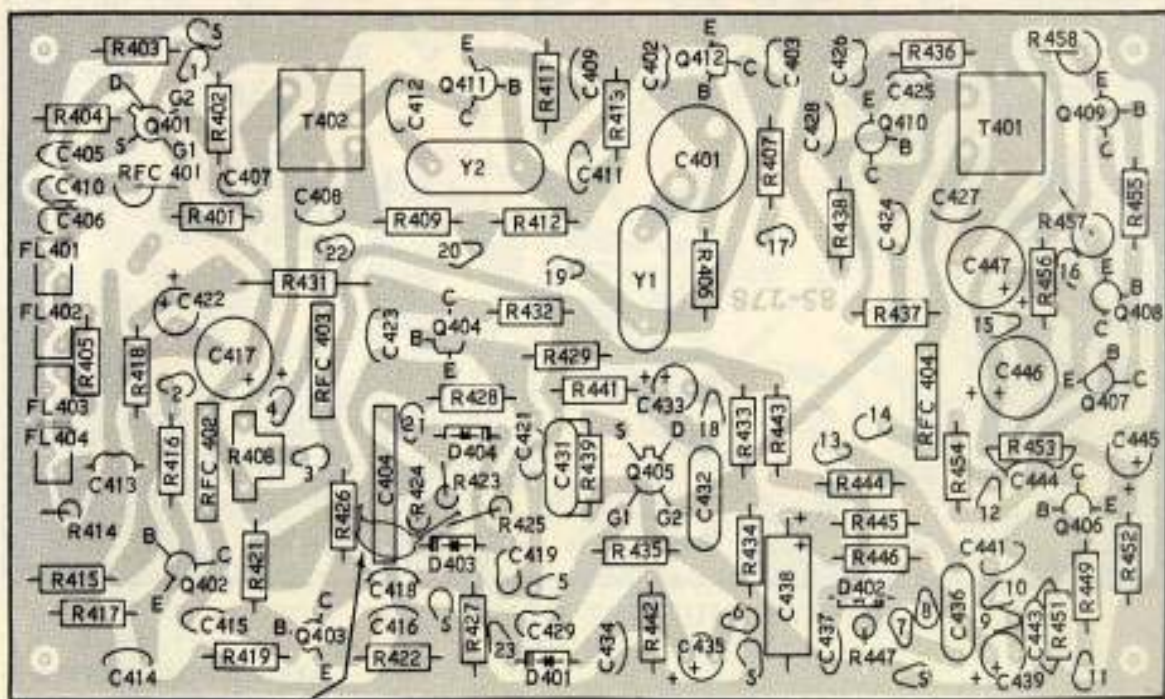 R403 S E E R458
D 1 Q411 B R411 C409 C402 Q412 C C403 C426 R436 E
R404 G2 R402 T402 C412 C R413 B C428 E C425 T401 Q409 B
Q401 C401 R407 Q410
S G1 B C
C405 RFC 401 Y2 C411 C
C410 C407 R455
C406 R401 C408 R409 R412 R438 C424 C427 R457
FL401 22 20 17
R431 19 Y1 R406 C447 R456 16 E
+ C422 85-278 + + B
FL402 C R432 R437 Q408
R405 R418 C417 RFC 403 C423 Q404 15 C
B R429
E C446 B
2 + + R441 + + E C
FL403 4 R428 C433 RFC 404 + + Q407
FL404 R416 RFC 402 R408 C421 S D 18 R433 R443 14
C404 D404 C431 R439 Q405 C432 13 R454 R453 C445
C413 3 R424 R423 R444 C444 + C +
R414 R426 G1 G2 12 B E
R425 R445 Q406
B C R421 D403 C419 R435 R434 + R446 C441 R452
R415 Q402 C418 S C438 D402 10 R449
E
R417 C415 C C416 S R427 C429 C434 R442 6 7 8 C436 9 C443 R451
B Q403 23 C435 C437 R447
C414 R419 E R422 D401 + S S C439 + 11